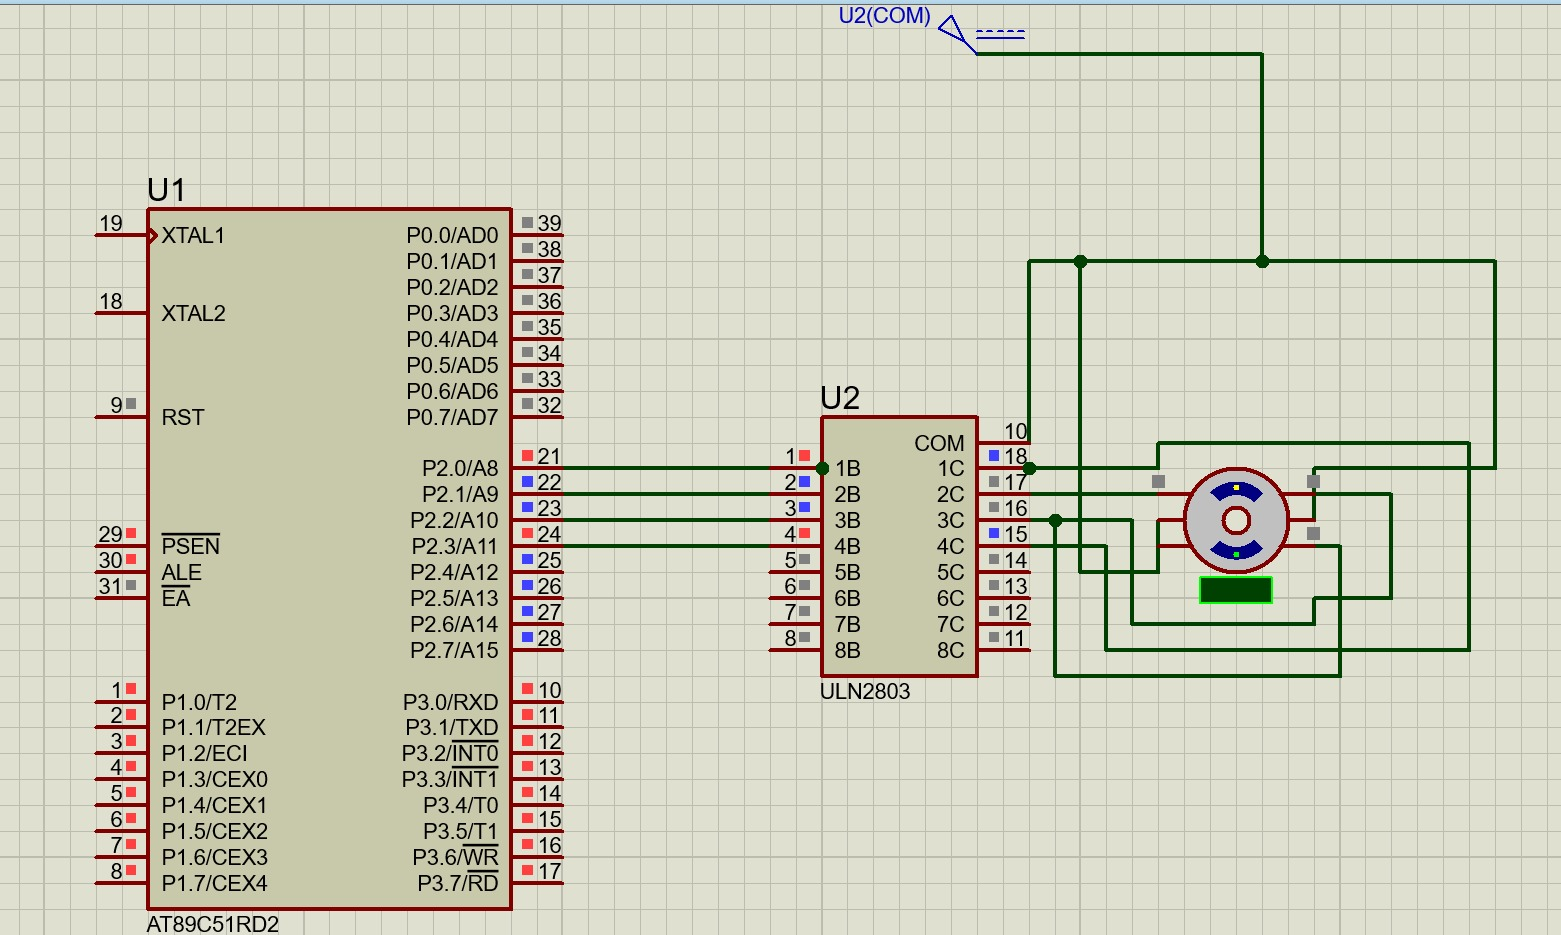 U2(COM)
U1
19 XTAL1 P0.0/AD0 39
P0.1/AD1 38
P0.2/AD2 37
18 XTAL2 P0.3/AD3 36
P0.4/AD4 35
P0.5/AD5 34
P0.6/AD6 33
9 RST P0.7/AD7 32
P2.0/A8 21
P2.1/A9 22
P2.2/A10 23
29 PSEN P2.3/A11 24
30 ALE P2.4/A12 25
31 EA P2.5/A13 26
P2.6/A14 27
P2.7/A15 28
1 P1.0/T2 P3.0/RXD 10
2 P1.1/T2EX P3.1/TXD 11
3 P1.2/ECI P3.2/INT0 12
4 P1.3/CEX0 P3.3/INT1 13
5 P1.4/CEX1 P3.4/T0 14
6 P1.5/CEX2 P3.5/T1 15
7 P1.6/CEX3 P3.6/WR 16
8 P1.7/CEX4 P3.7/RD 17
AT89C51RD2
U2
COM 10
1 1B 1C 18
2 2B 2C 17
3 3B 3C 16
4 4B 4C 15
5 5B 5C 14
6 6B 6C 13
7 7B 7C 12
8 8B 8C 11
ULN2803